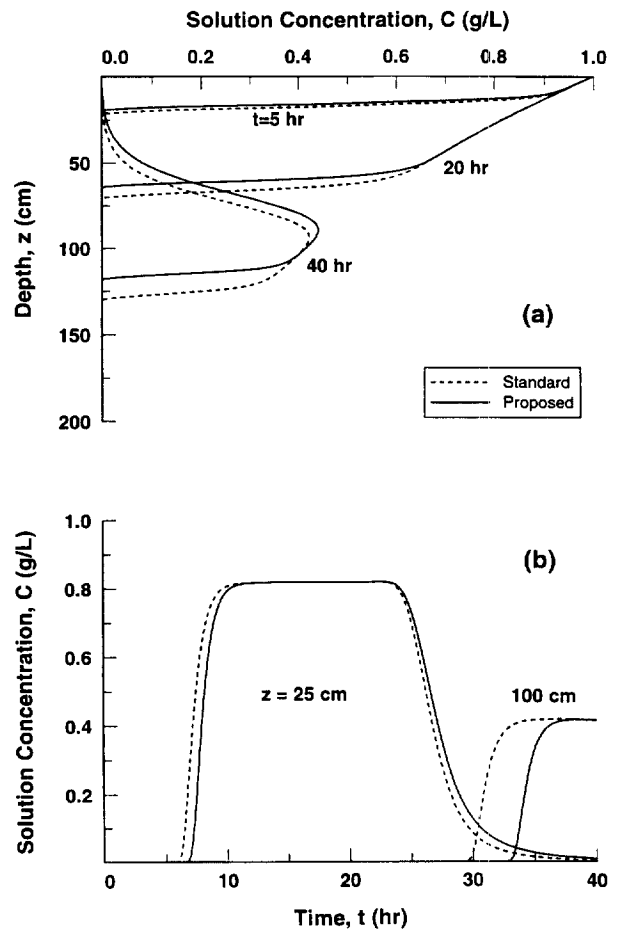 Solution Concentration, C (g/L)
0.0 0.2 0.4 0.6 0.8 1.0
t=5 hr
20 hr
40 hr
50
100
150
200
Depth, z (cm)
(a)
Standard
Proposed
(b)
1.0
0.8
0.6
0.4
0.2
Solution Concentration, C (g/L)
z = 25 cm
100 cm
0 10 20 30 40
Time, t (hr)